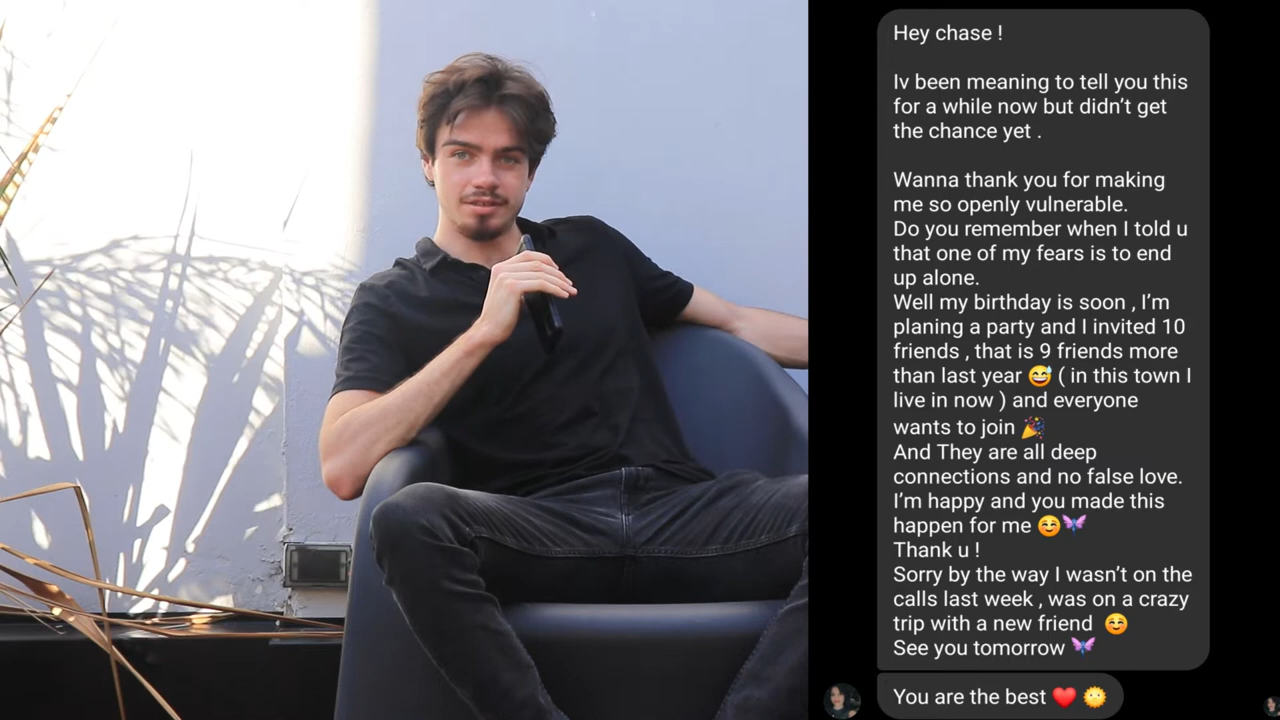 Hey chase !
Iv been meaning to tell you this
for a while now but didn’t get
the chance yet .
Wanna thank you for making
me so openly vulnerable.
Do you remember when I told u
that one of my fears is to end
up alone.
Well my birthday is soon , I’m
planing a party and I invited 10
friends , that is 9 friends more
than last year 😅 ( in this town I
live in now ) and everyone
wants to join 🎉
And They are all deep
connections and no false love.
I’m happy and you made this
happen for me ☺️🦋
Thank u !
Sorry by the way I wasn’t on the
calls last week , was on a crazy
trip with a new friend ☺️
See you tomorrow 🦋
You are the best ❤️ 🌞